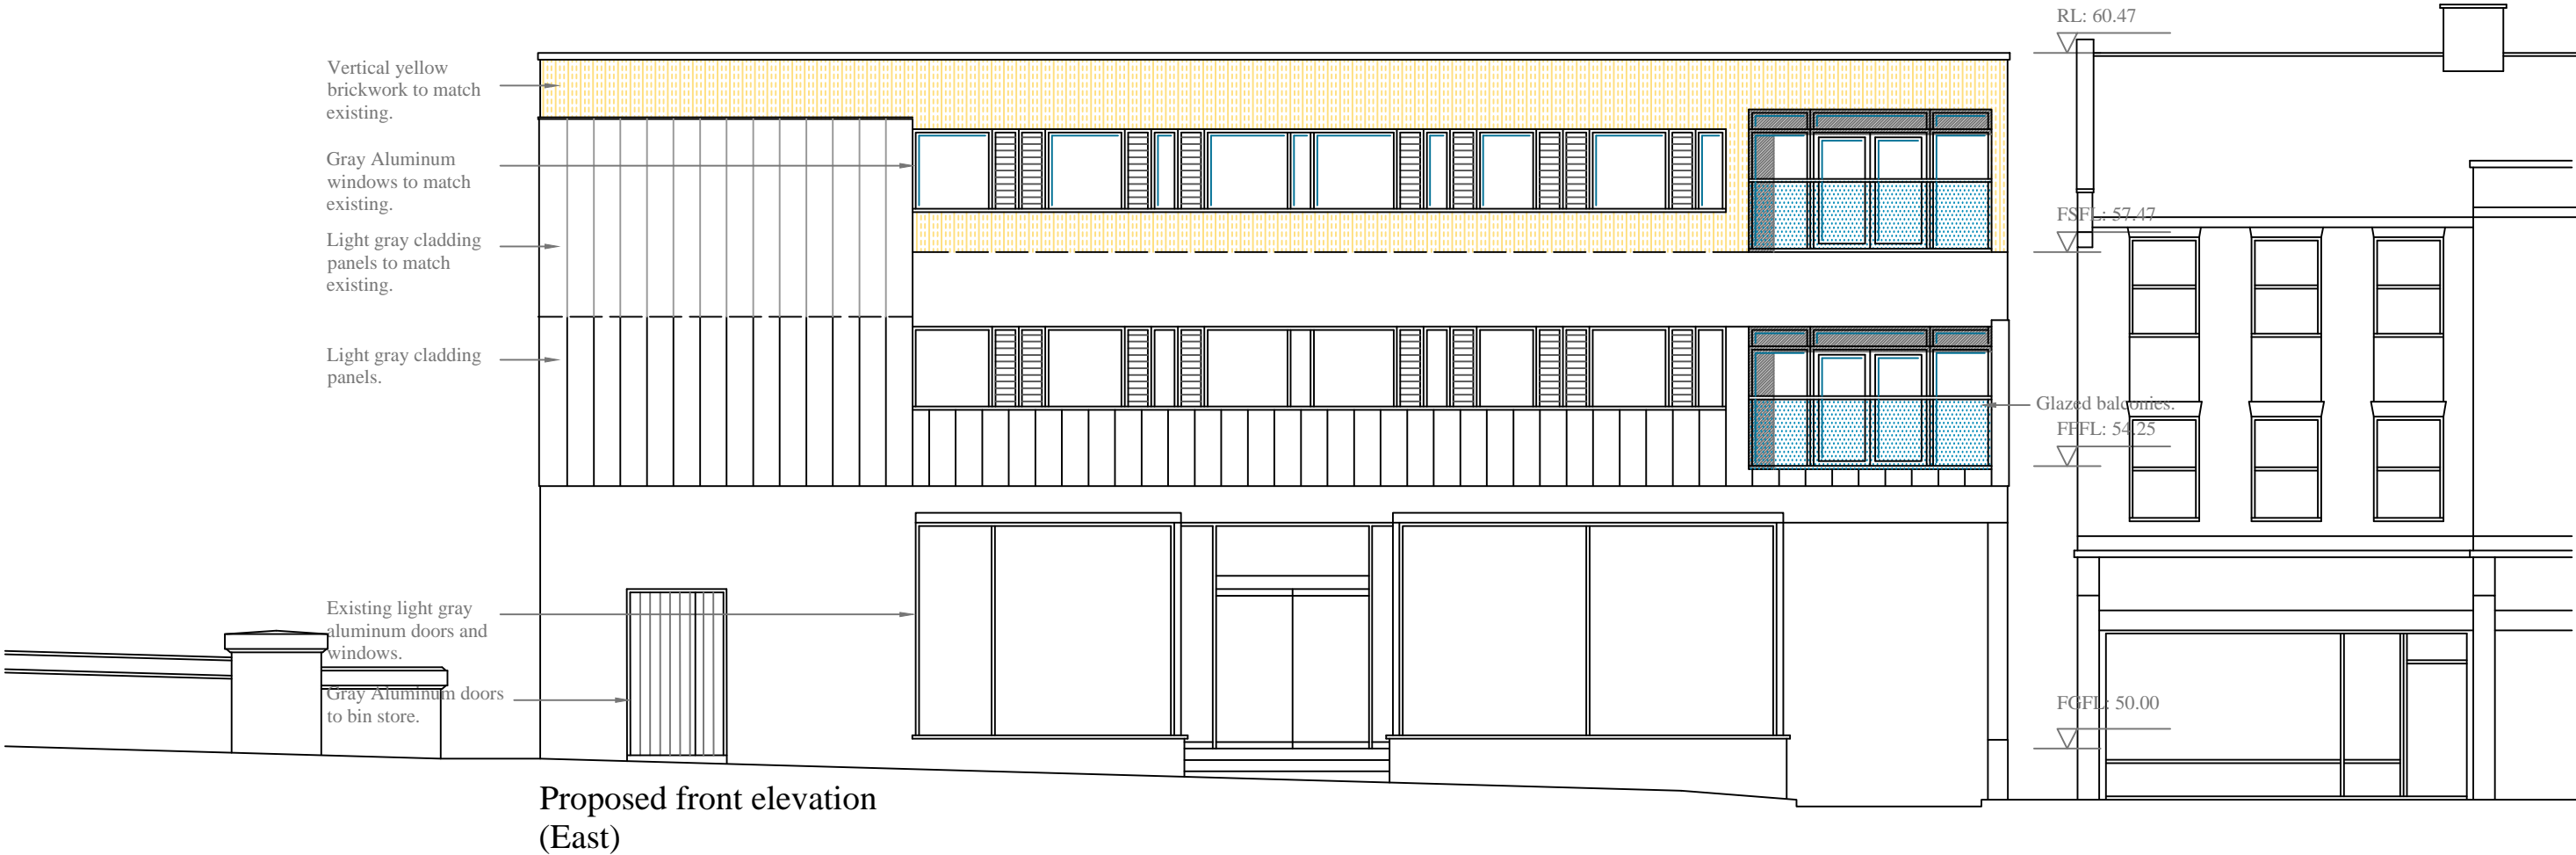 Vertical yellow
brickwork to match
existing.
Gray Aluminum
windows to match
existing.
Light gray cladding
panels to match
existing.
Light gray cladding
panels.
Existing light gray
aluminum doors and
windows.
Gray Aluminum doors
to bin store.
RL: 60.47
FSFL: 57.47
Glazed balconies.
FFFL: 54.25
FGFL: 50.00
Proposed front elevation
(East)